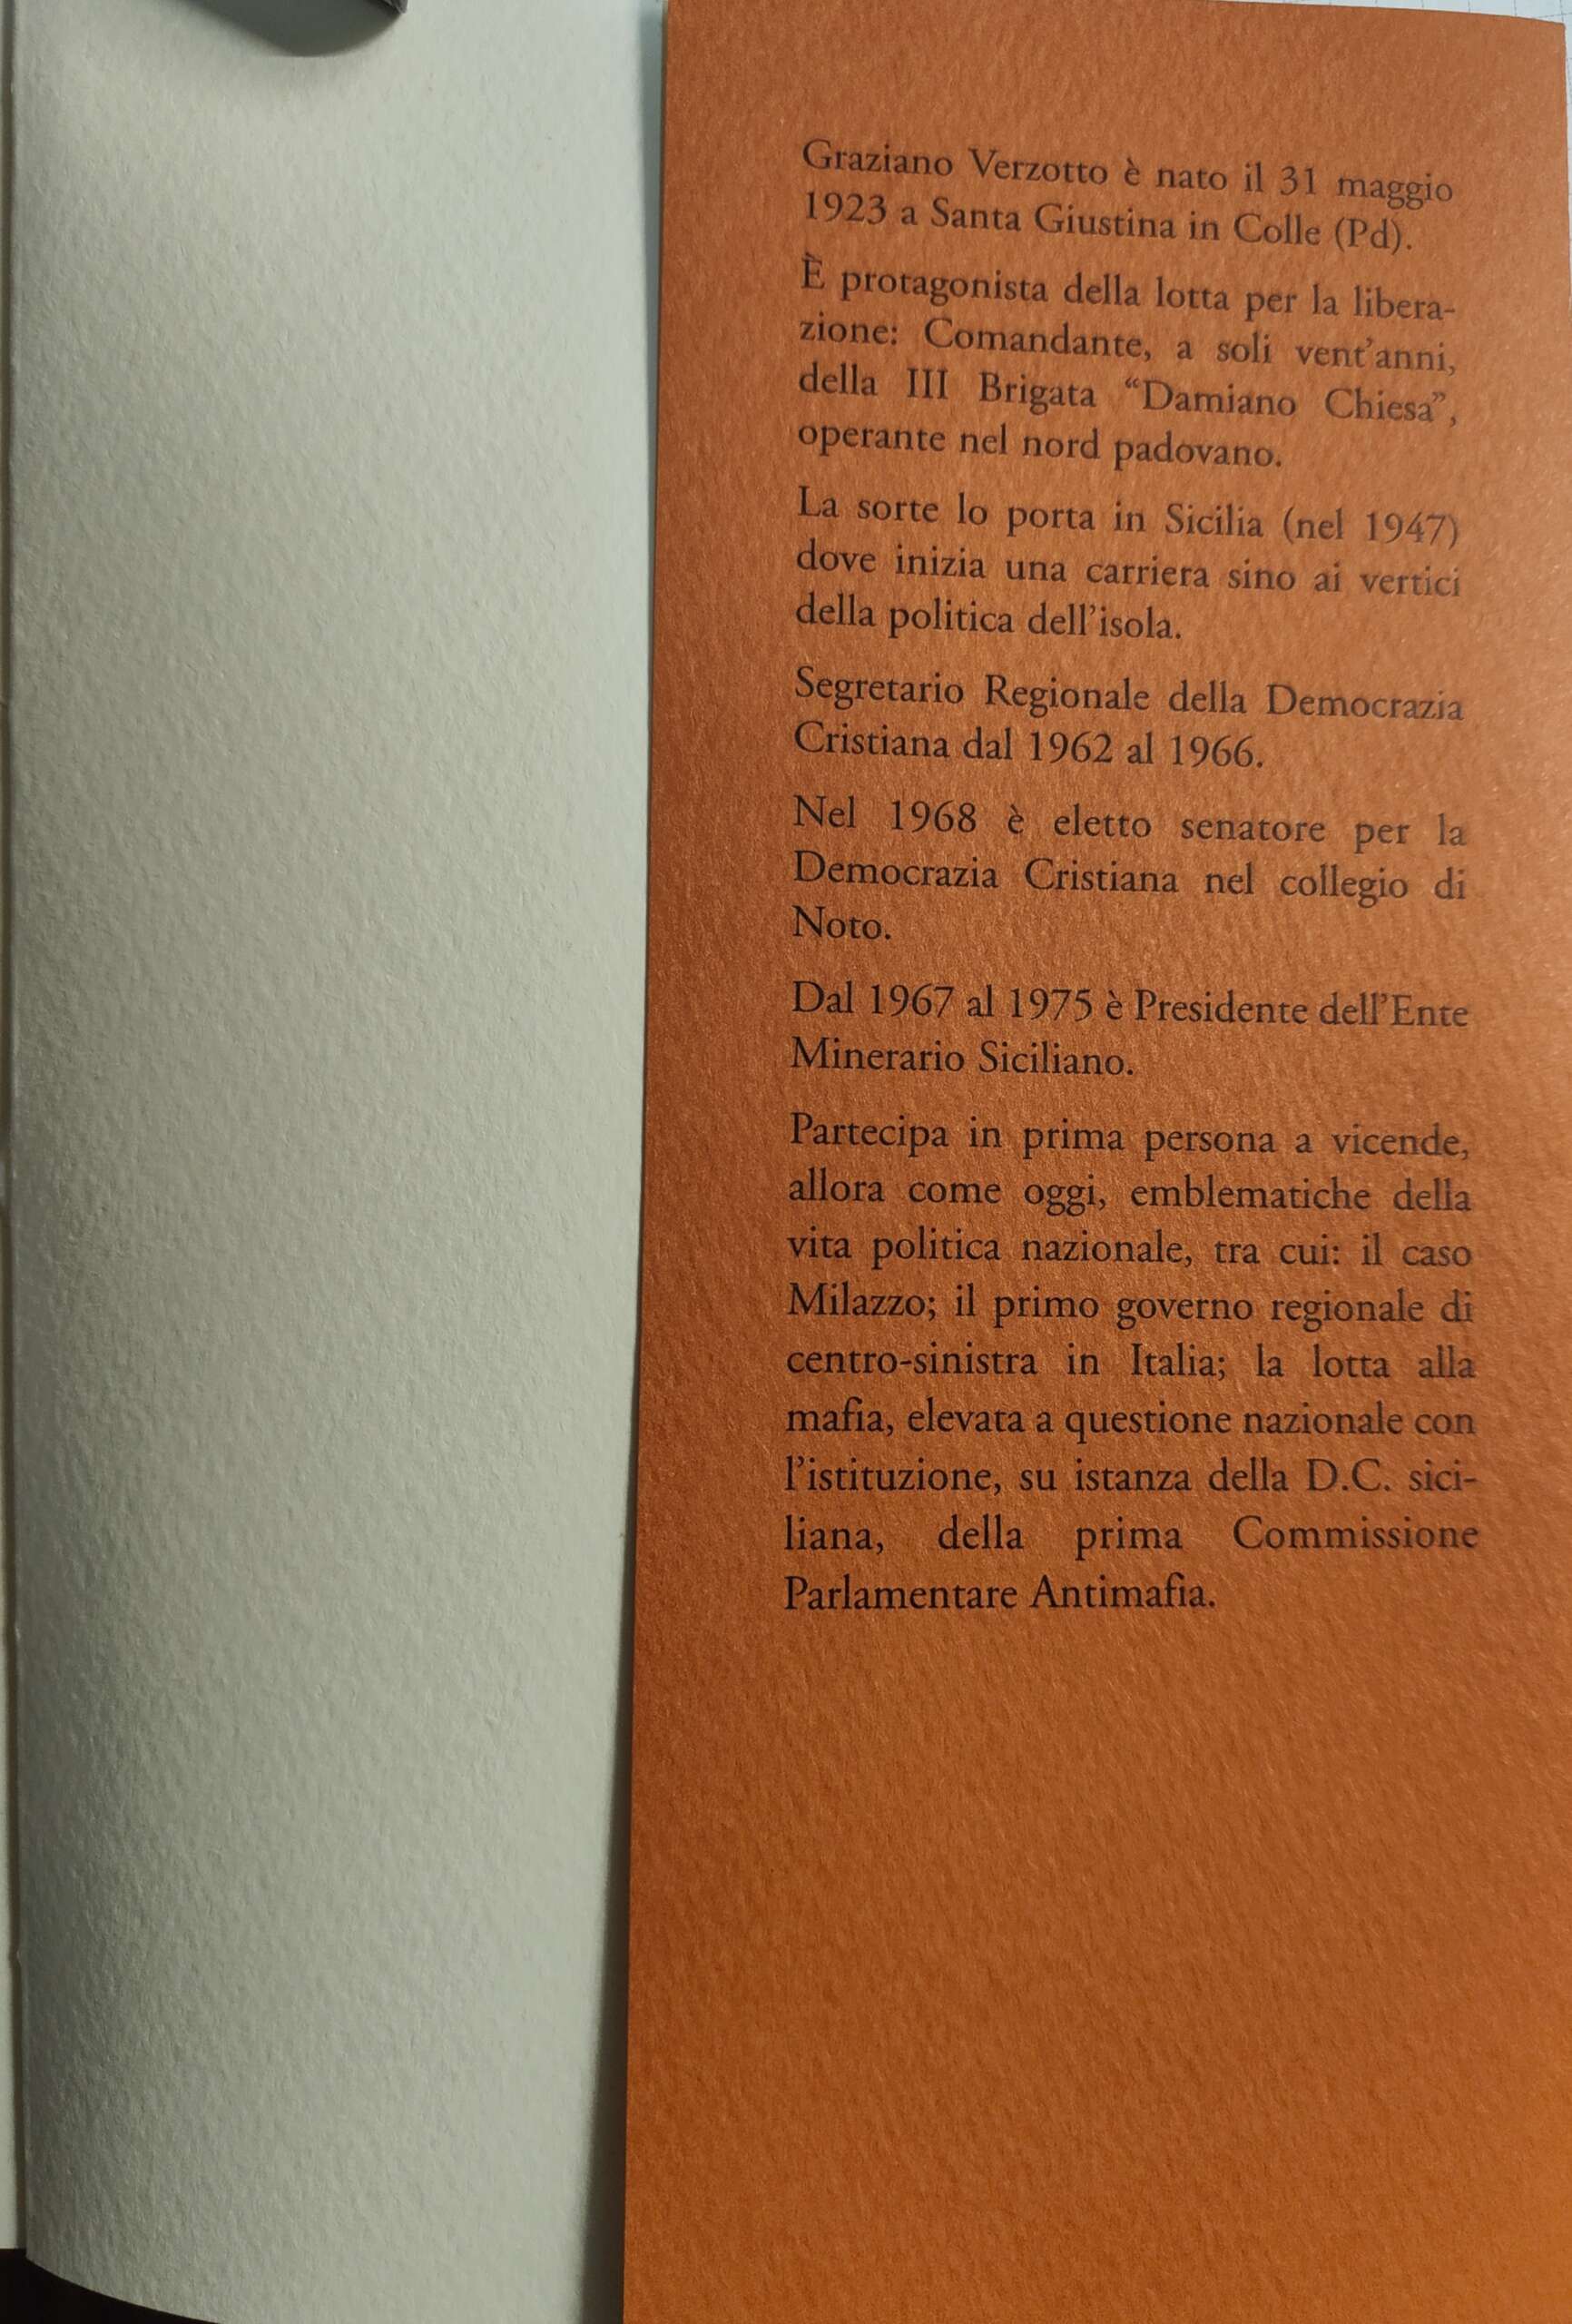 Graziano Verzotto è nato il 31 maggio
1923 a Santa Giustina in Colle (Pd).
È protagonista della lotta per la libera-
zione: Comandante, a soli vent'anni,
della III Brigata “Damiano Chiesa”,
operante nel nord padovano.
La sorte lo porta in Sicilia (nel 1947)
dove inizia una carriera sino ai vertici
della politica dell'isola.
Segretario Regionale della Democrazia
Cristiana dal 1962 al 1966.
Nel 1968 è eletto senatore per la
Democrazia Cristiana nel collegio di
Noto.
Dal 1967 al 1975 è Presidente dell'Ente
Minerario Siciliano.
Partecipa in prima persona a vicende,
allora come oggi, emblematiche della
vita politica nazionale, tra cui: il caso
Milazzo; il primo governo regionale di
centro-sinistra in Italia; la lotta alla
mafia, elevata a questione nazionale con
l'istituzione, su istanza della D.C. sici-
liana, della prima Commissione
Parlamentare Antimafia.